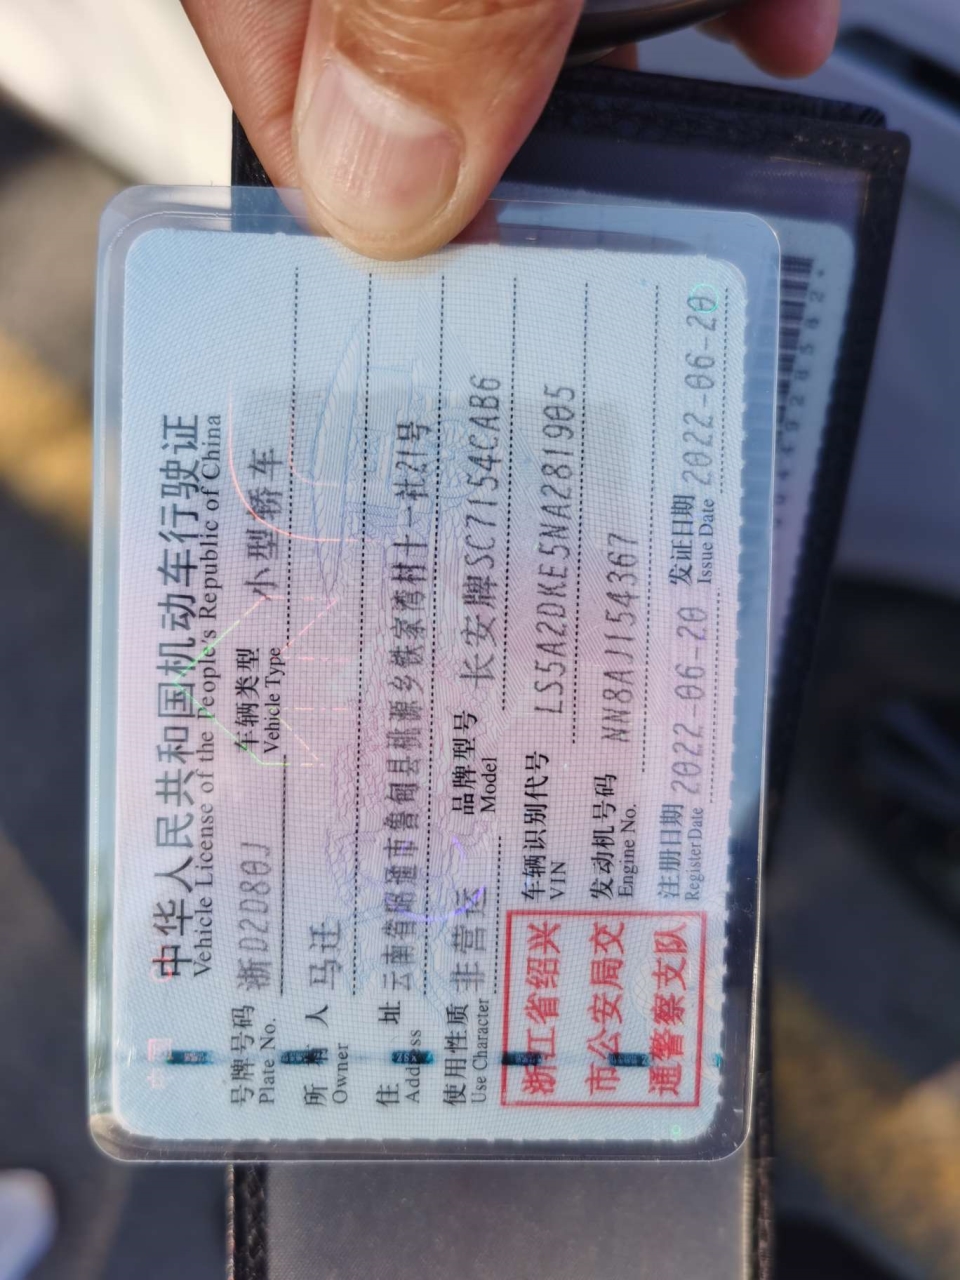 中华人民共和国机动车行驶证
Vehicle License of the People's Republic of China
号牌号码 浙D2D80J 车辆类型 小型轿车
Plate No. Vehicle Type
所有人 马迁
Owner
住址 云南省昭通市鲁甸县桃源乡铁家湾村十一社21号
Address
使用性质 非营运 品牌型号 长安牌SC7154CAB6
Use Character Model
浙江省绍兴
市公安局交
通警察支队
车辆识别代号 LS5A2DKE5NA281905
VIN
发动机号码 NN8AJ154367
Engine No.
注册日期 2022-06-20 发证日期 2022-06-20
Register Date Issue Date